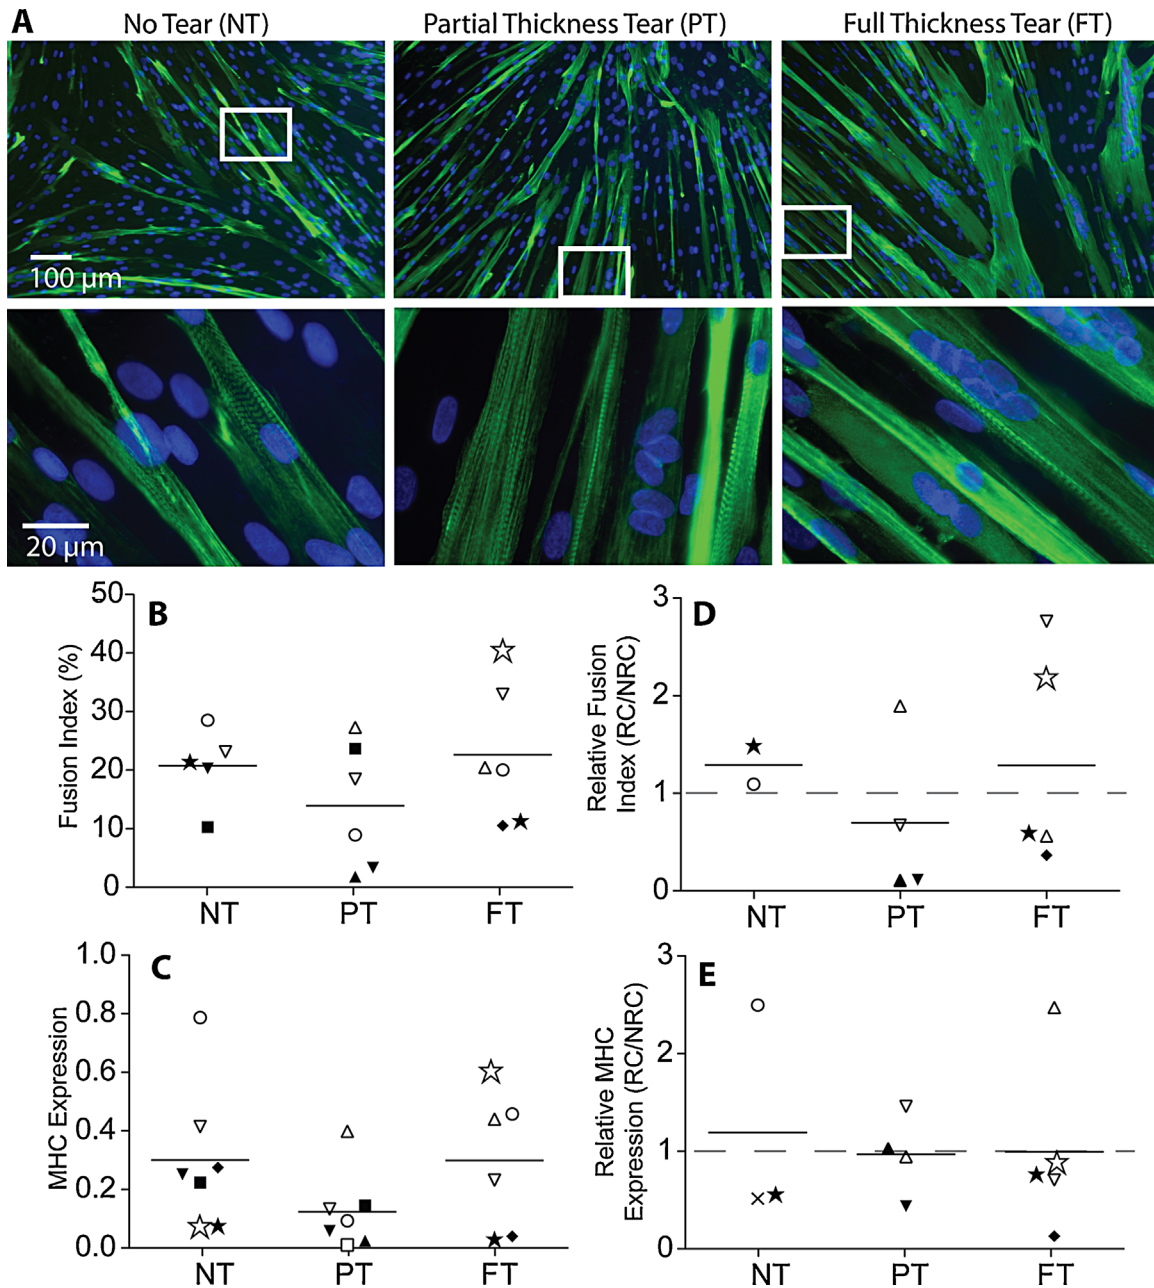 A
No Tear (NT)
Partial Thickness Tear (PT)
Full Thickness Tear (FT)
100 µm
20 µm
B
Fusion Index (%)
50
40
30
20
10
0
NT
PT
FT
D
Relative Fusion
Index (RC/NRC)
3
2
1
0
NT
PT
FT
C
MHC Expression
1.0
0.8
0.6
0.4
0.2
0.0
NT
PT
FT
E
Relative MHC
Expression (RC/NRC)
3
2
1
0
NT
PT
FT